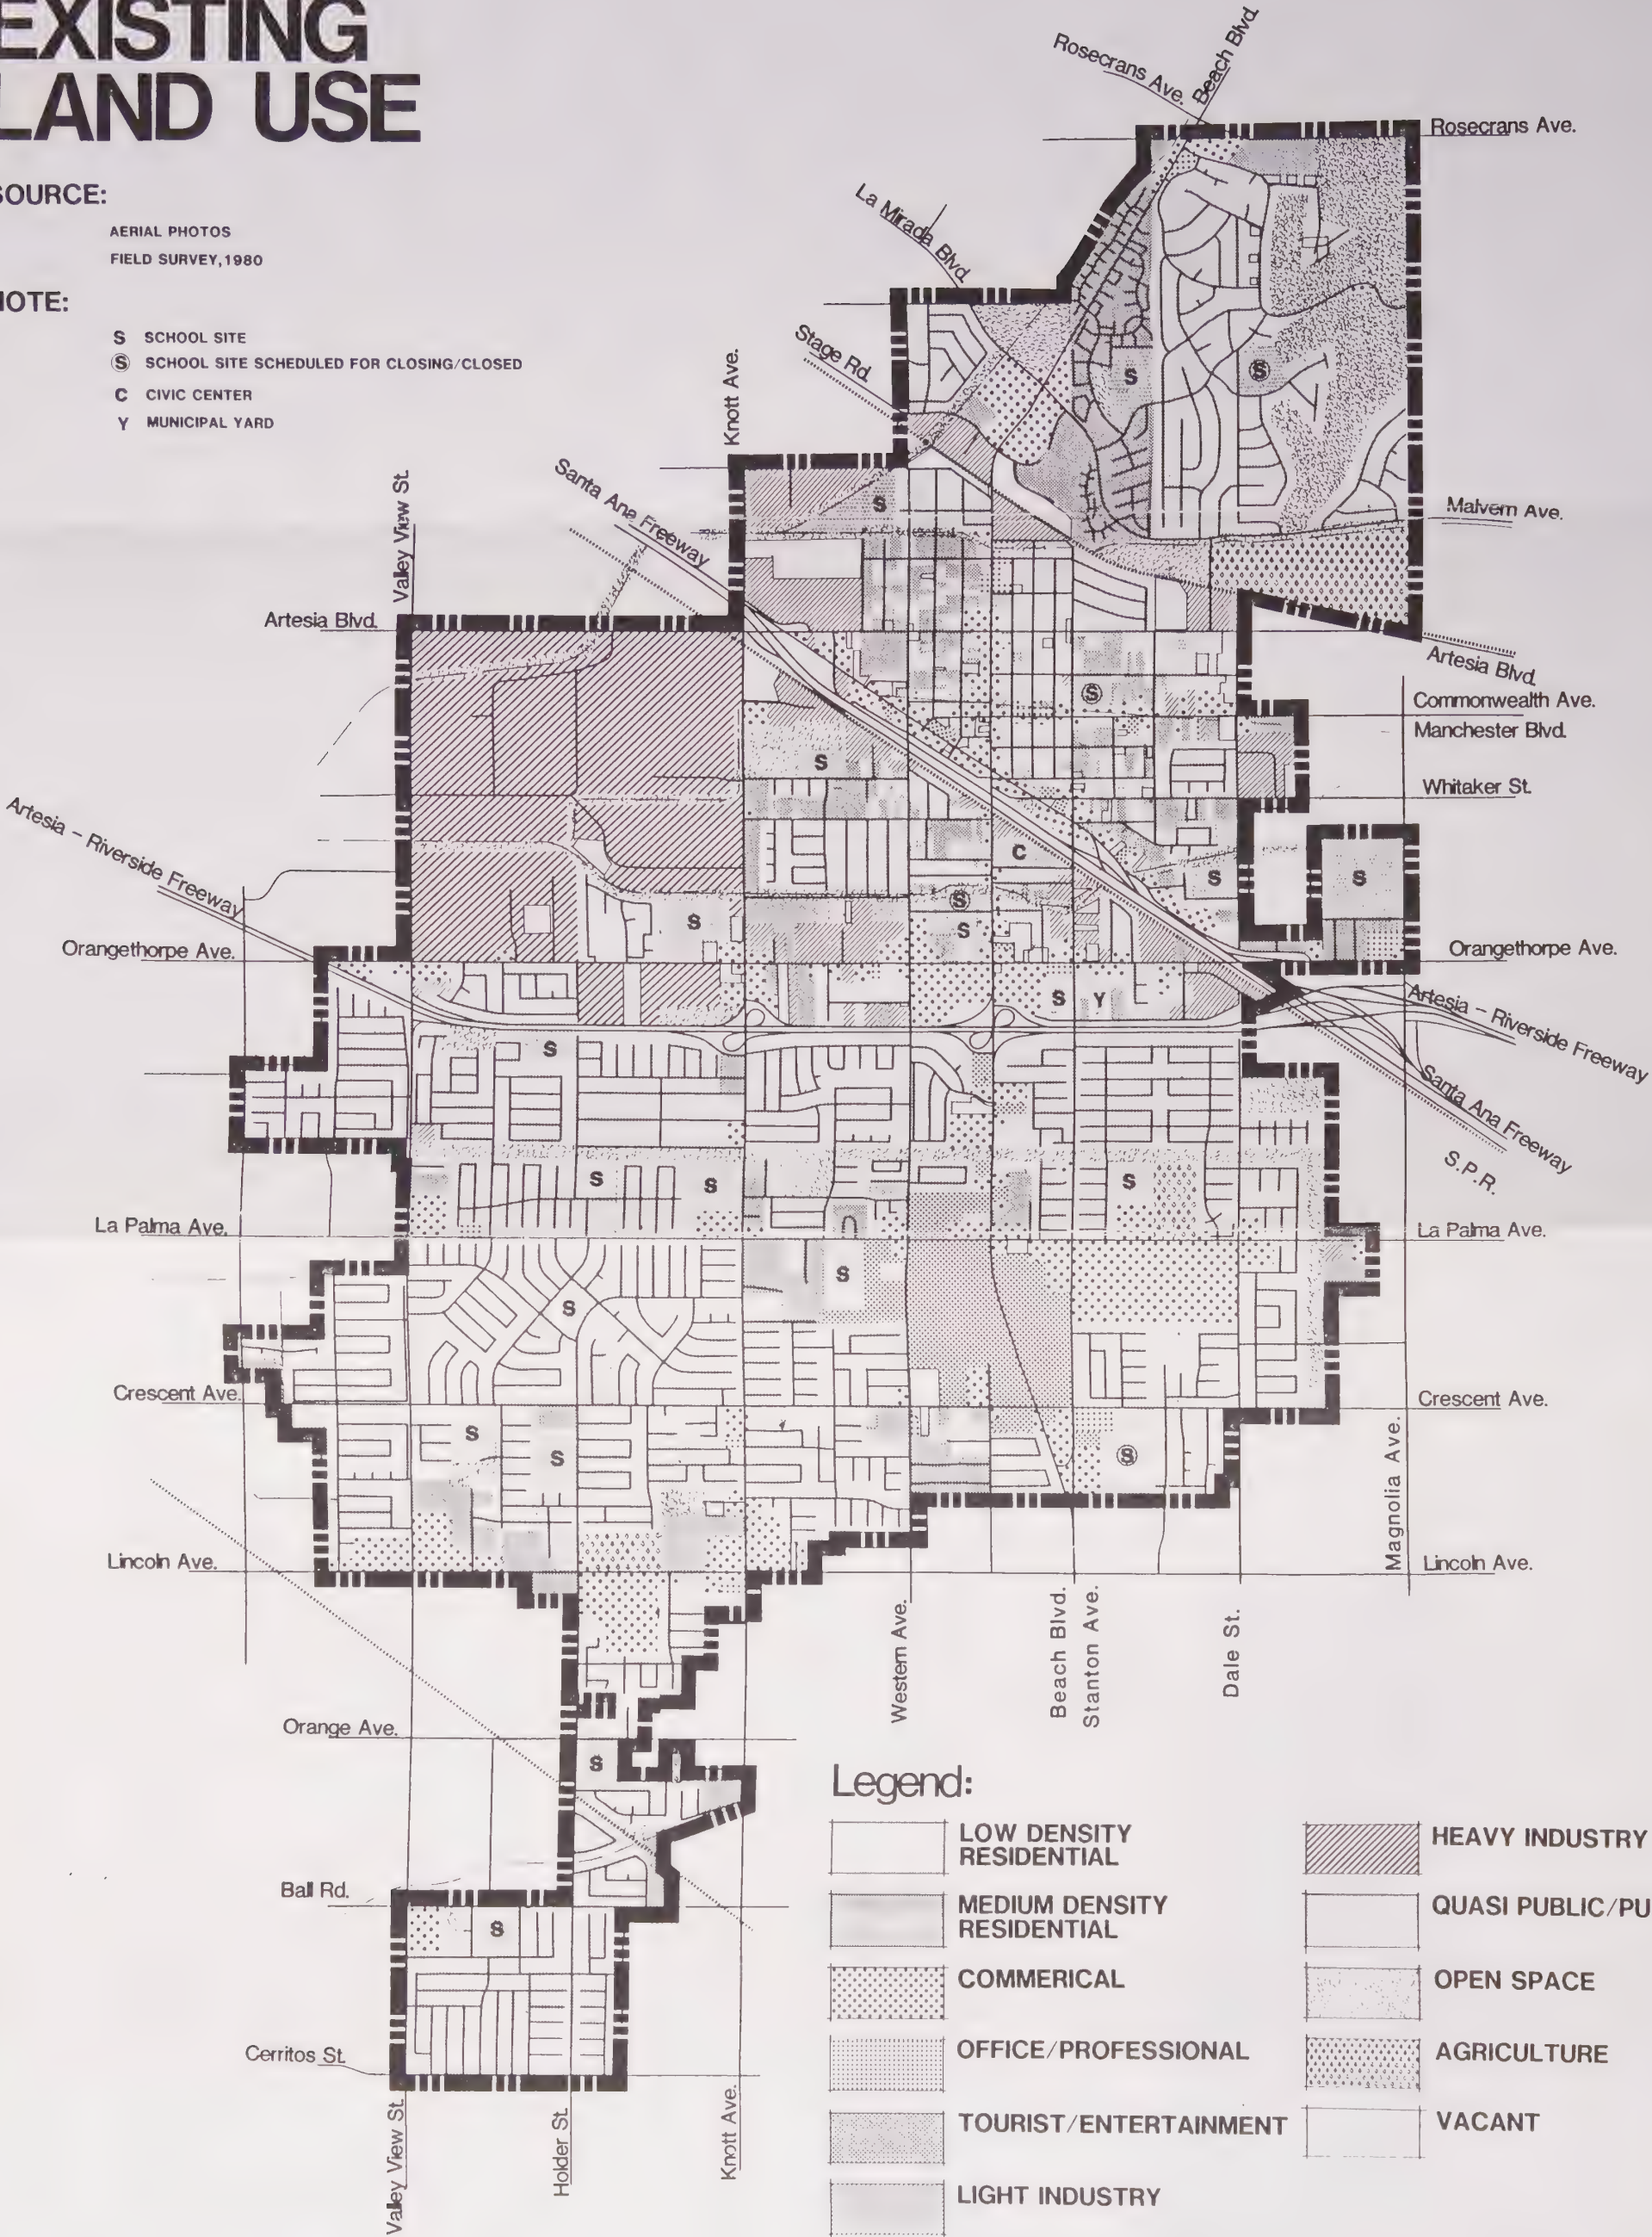 EXISTING
LAND USE
SOURCE:
AERIAL PHOTOS
FIELD SURVEY, 1980
NOTE:
S SCHOOL SITE
Ⓢ SCHOOL SITE SCHEDULED FOR CLOSING/CLOSED
C CIVIC CENTER
Y MUNICIPAL YARD
Rosecrans Ave.
Beach Blvd.
Rosecrans Ave.
La Mirada Blvd.
Stage Rd.
Knott Ave.
Santa Ana Freeway
Valley View St.
Malvern Ave.
Artesia Blvd.
Artesia Blvd.
Commonwealth Ave.
Manchester Blvd.
Whitaker St.
Artesia - Riverside Freeway
Orangethorpe Ave.
Orangethorpe Ave.
Artesia - Riverside Freeway
Santa Ana Freeway
S.P.R.
La Palma Ave.
La Palma Ave.
Crescent Ave.
Crescent Ave.
Magnolia Ave.
Lincoln Ave.
Lincoln Ave.
Western Ave.
Beach Blvd.
Stanton Ave.
Dale St.
Orange Ave.
Ball Rd.
Cerritos St.
Valley View St.
Holder St.
Knott Ave.
S
Ⓢ
S
Ⓢ
S
C
S
S
S
Ⓢ
S
S
Y
S
S
S
S
S
S
S
S
Ⓢ
S
S
Legend:
LOW DENSITY
RESIDENTIAL
MEDIUM DENSITY
RESIDENTIAL
COMMERICAL
OFFICE/PROFESSIONAL
TOURIST/ENTERTAINMENT
LIGHT INDUSTRY
HEAVY INDUSTRY
QUASI PUBLIC/PU
OPEN SPACE
AGRICULTURE
VACANT